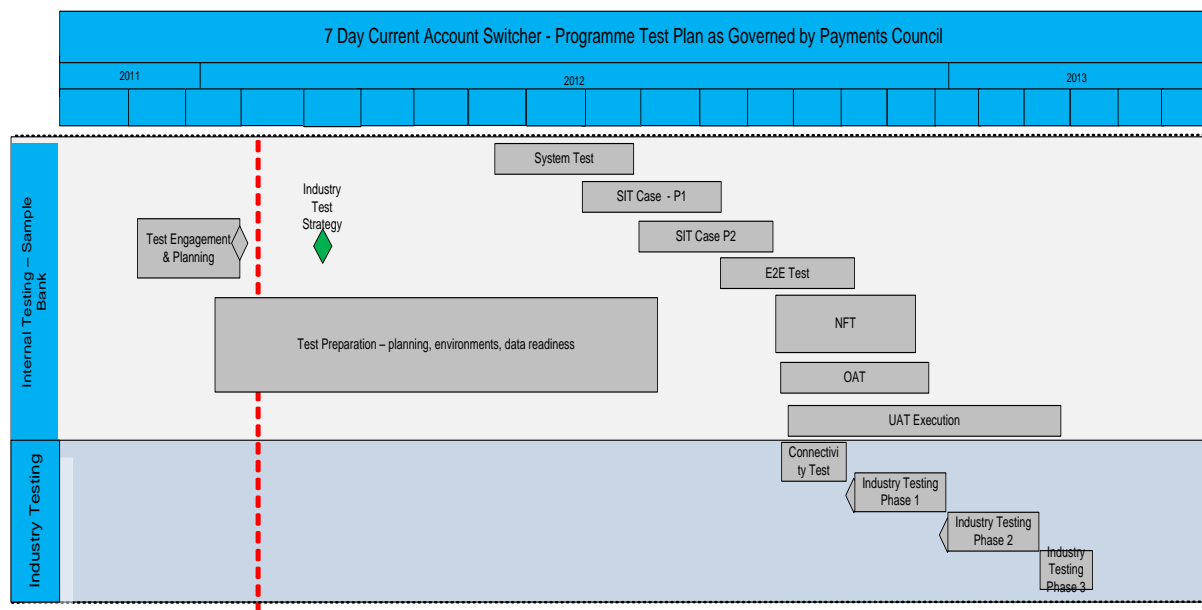 7 Day Current Account Switcher - Programme Test Plan as Governed by Payments Council
2011
2012
2013
Internal Testing – Sample
Bank
System Test
SIT Case - P1
Industry
Test
Strategy
Test Engagement
& Planning
SIT Case P2
E2E Test
Test Preparation – planning, environments, data readiness
NFT
OAT
UAT Execution
Industry Testing
Connectivi
ty Test
Industry Testing
Phase 1
Industry Testing
Phase 2
Industry
Testing
Phase 3